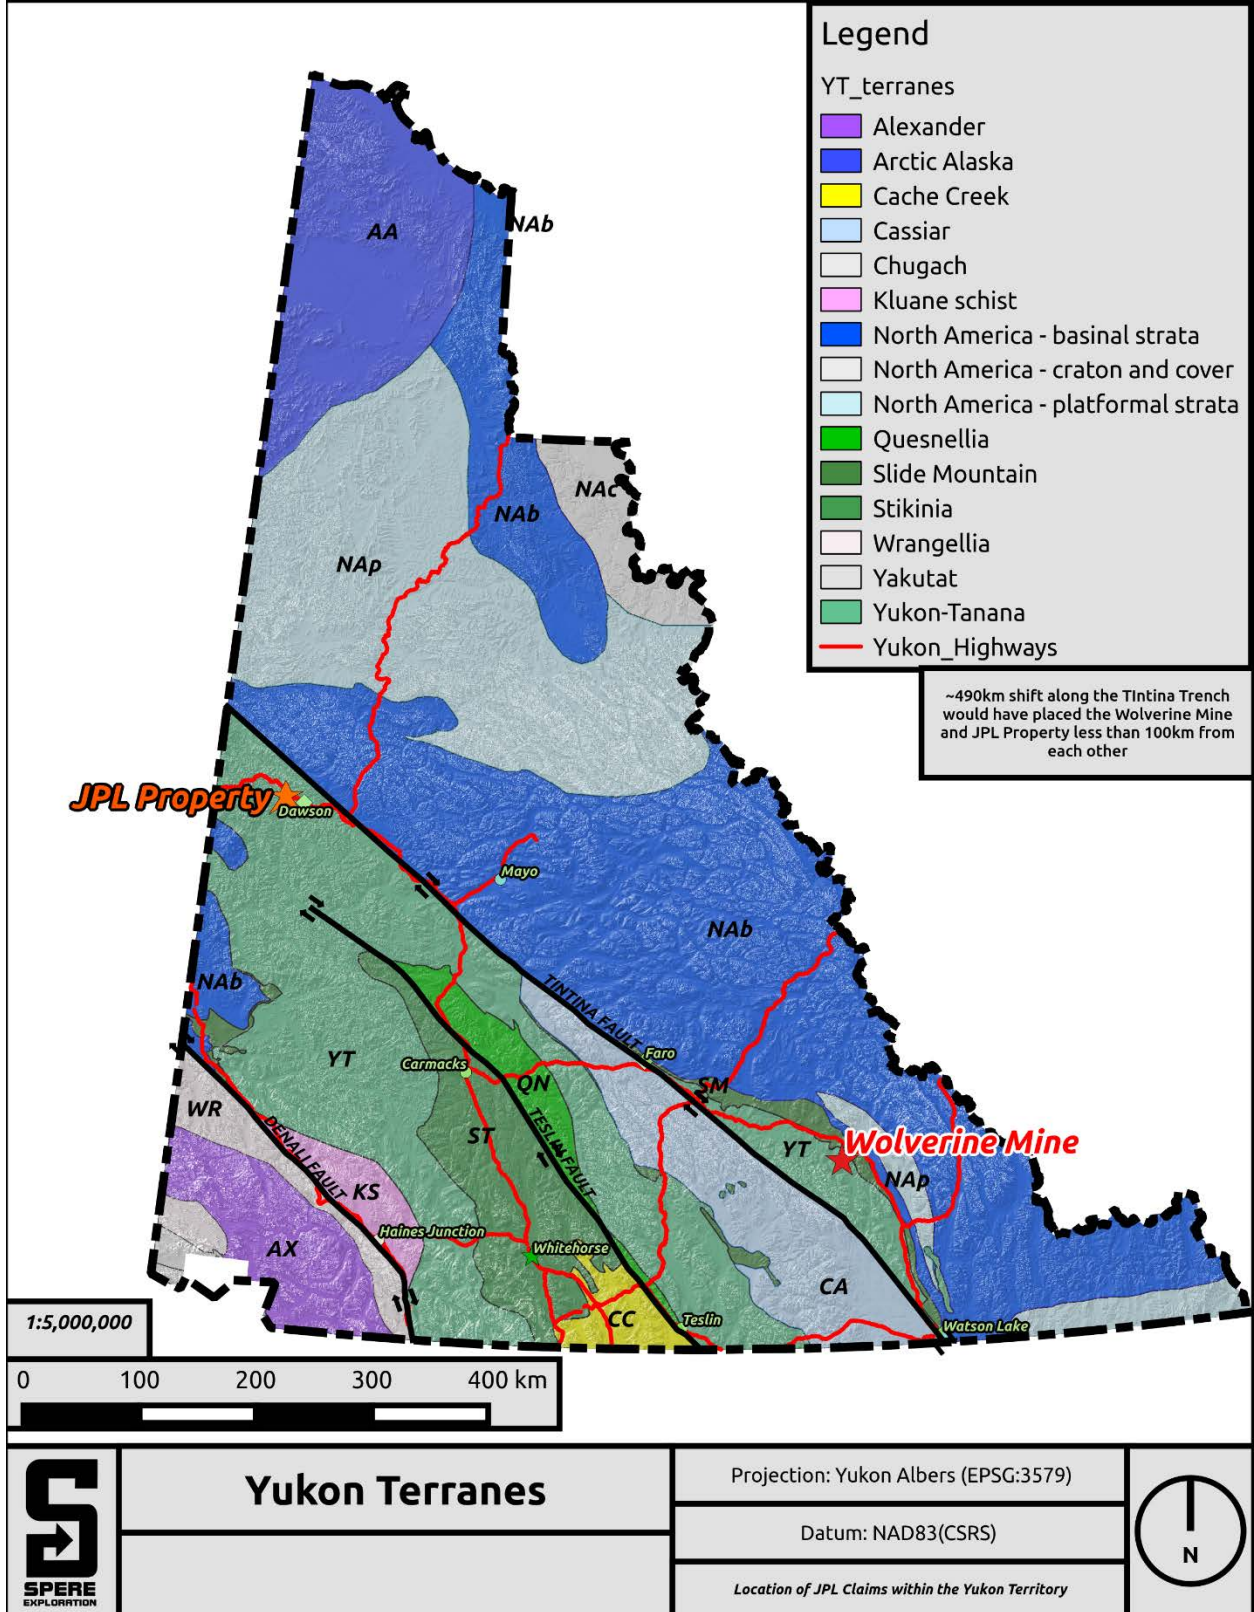 Legend
YT_terranes
Alexander
Arctic Alaska
Cache Creek
Cassiar
Chugach
Kluane schist
North America - basinal strata
North America - craton and cover
North America - platformal strata
Quesnellia
Slide Mountain
Stikinia
Wrangellia
Yakutat
Yukon-Tanana
Yukon_Highways
~490km shift along the TIntina Trench
would have placed the Wolverine Mine
and JPL Property less than 100km from
each other
AA
NAb
NAc
NAb
NAp
JPL Property
Dawson
Mayo
NAb
NAb
TINTINA FAULT
Faro
YT
Carmacks
QN
SM
WR
DENALI FAULT
ST
TESLIN FAULT
YT
Wolverine Mine
NAp
KS
Haines Junction
AX
Whitehorse
CA
CC
Teslin
Watson Lake
1:5,000,000
0 100 200 300 400 km
SPERE
EXPLORATION
Yukon Terranes
Projection: Yukon Albers (EPSG:3579)
Datum: NAD83(CSRS)
Location of JPL Claims within the Yukon Territory
N